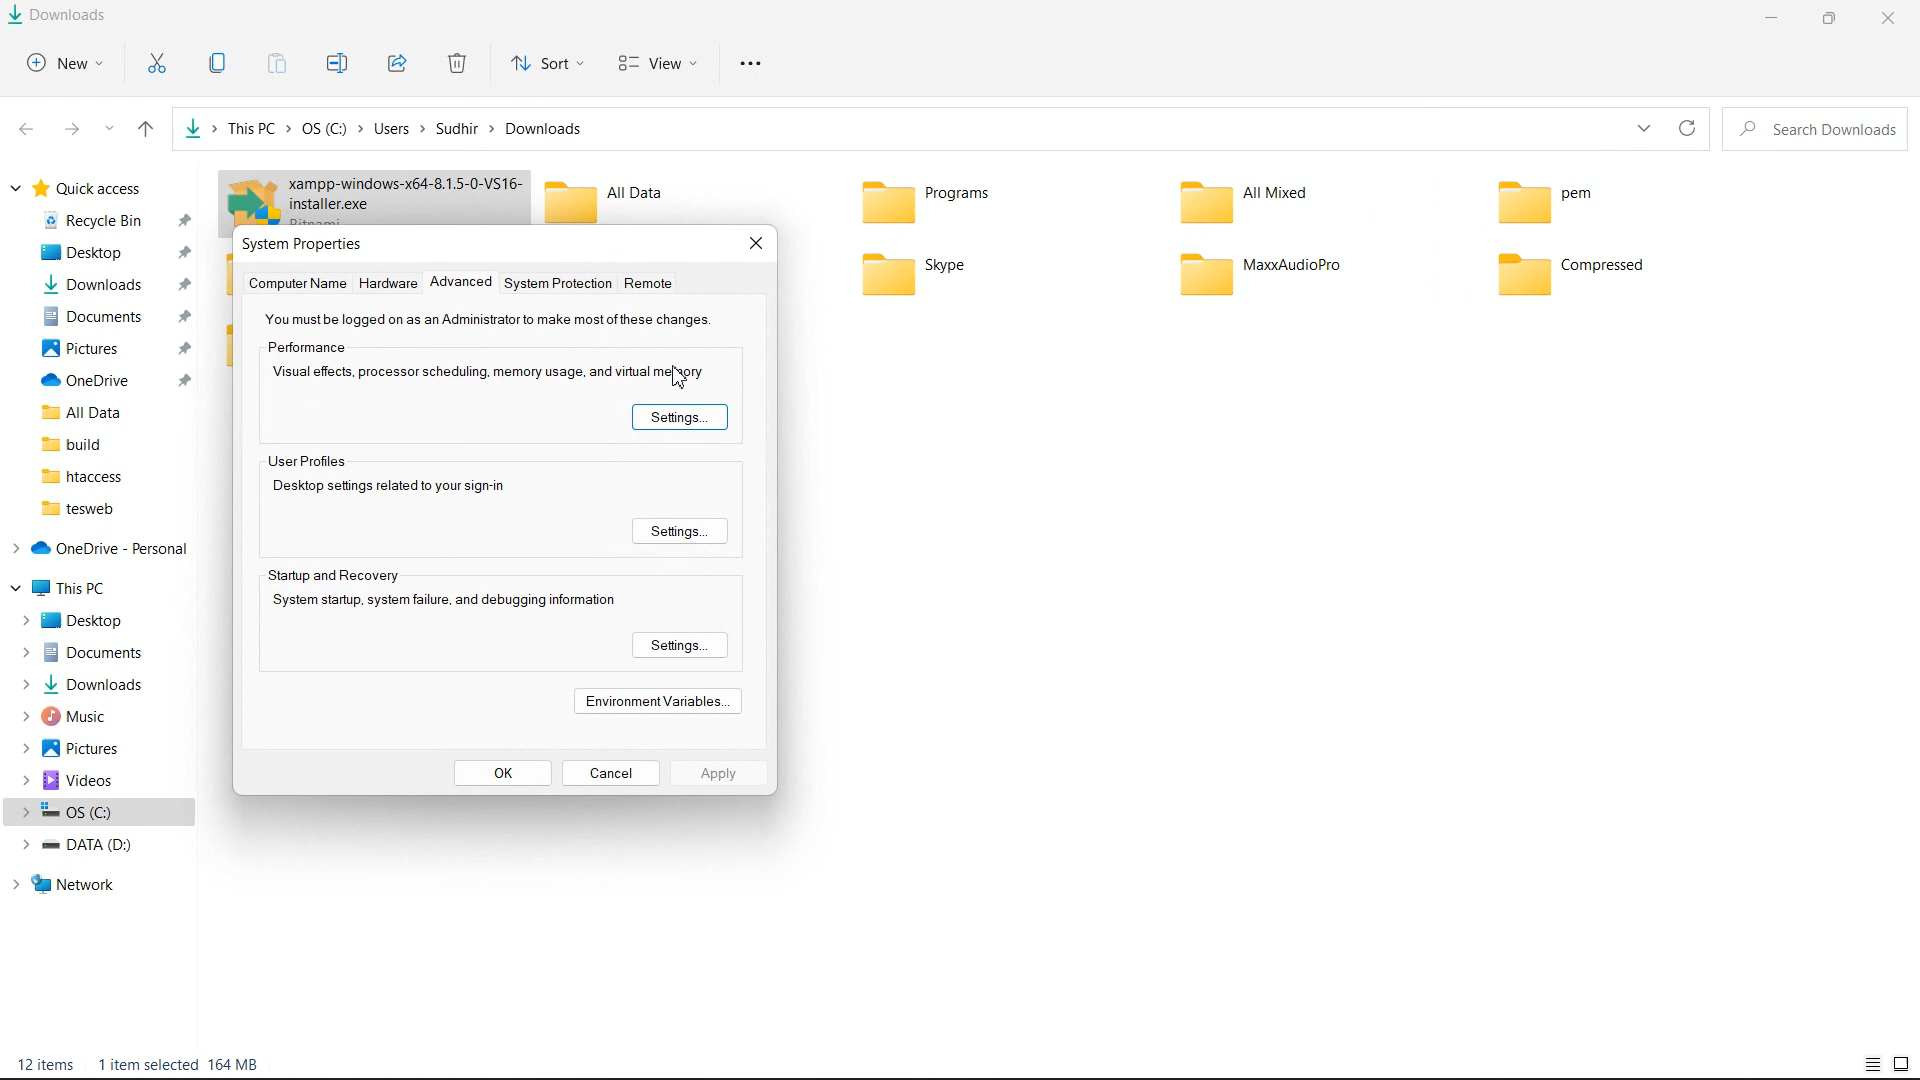 Downloads
New
Sort
View
This PC > OS (C:) > Users > Sudhir > Downloads
Search Downloads
Quick access
Recycle Bin
Desktop
Downloads
Documents
Pictures
OneDrive
All Data
build
htaccess
tesweb
OneDrive - Personal
This PC
Desktop
Documents
Downloads
Music
Pictures
Videos
OS (C:)
DATA (D:)
Network
xampp-windows-x64-8.1.5-0-VS16-
installer.exe
Bitnami
All Data
Programs
All Mixed
pem
Skype
MaxxAudioPro
Compressed
System Properties
Computer Name Hardware Advanced System Protection Remote
You must be logged on as an Administrator to make most of these changes.
Performance
Visual effects, processor scheduling, memory usage, and virtual memory
Settings...
User Profiles
Desktop settings related to your sign-in
Settings...
Startup and Recovery
System startup, system failure, and debugging information
Settings...
Environment Variables...
OK Cancel Apply
12 items 1 item selected 164 MB